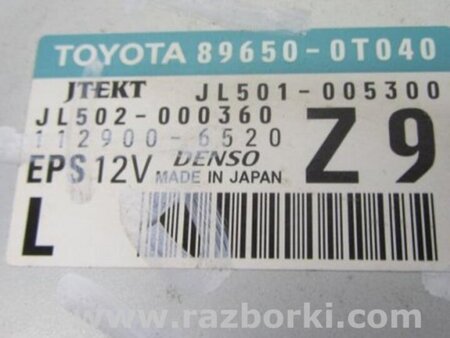 TOYOTA 89650-0T040
JTEKT JL501-005300
JL502-000360
112900-6520
EPS 12V DENSO Z9
MADE IN JAPAN
L
www.razborki.com